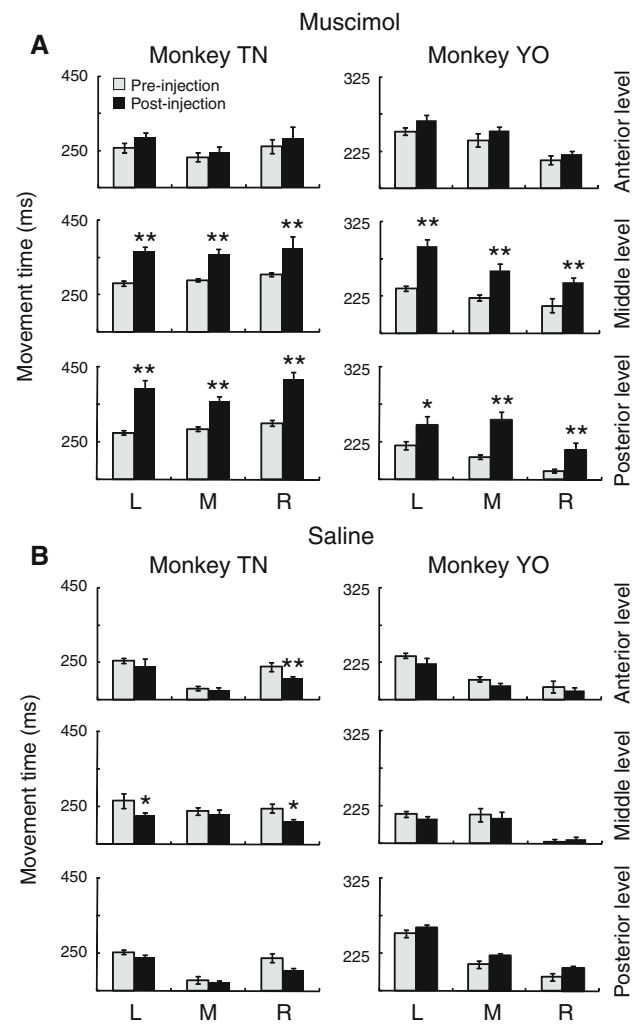 Muscimol
A
Monkey TN
Monkey YO
Pre-injection
Post-injection
450
250
325
225
Anterior level
Movement time (ms)
450
250
** ** **
325
225
** ** **
Middle level
450
250
** ** **
325
225
* ** **
Posterior level
L M R
L M R
Saline
B
Monkey TN
Monkey YO
450
250
**
325
225
Anterior level
Movement time (ms)
450
250
* *
325
225
Middle level
450
250
325
225
Posterior level
L M R
L M R